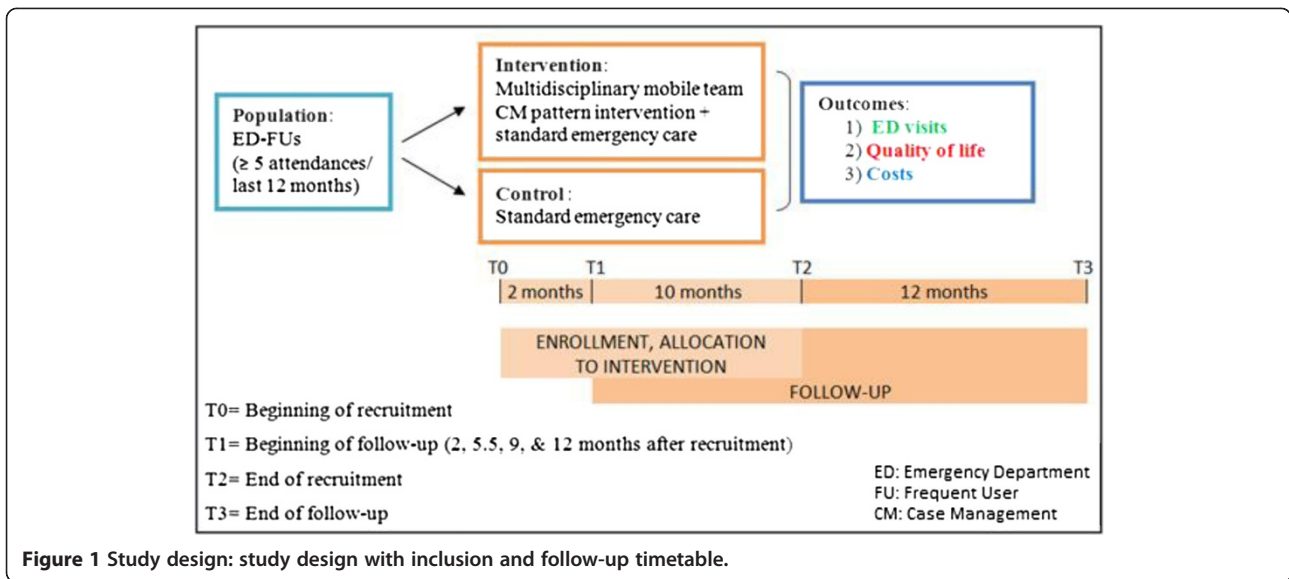 Population:
ED-FUs
(≥ 5 attendances/
last 12 months)
Intervention:
Multidisciplinary mobile team
CM pattern intervention +
standard emergency care
Control:
Standard emergency care
Outcomes:
1) ED visits
2) Quality of life
3) Costs
T0 T1 T2 T3
2 months 10 months 12 months
ENROLLMENT, ALLOCATION
TO INTERVENTION
FOLLOW-UP
T0= Beginning of recruitment
T1= Beginning of follow-up (2, 5.5, 9, & 12 months after recruitment)
T2= End of recruitment
T3= End of follow-up
ED: Emergency Department
FU: Frequent User
CM: Case Management
Figure 1 Study design: study design with inclusion and follow-up timetable.